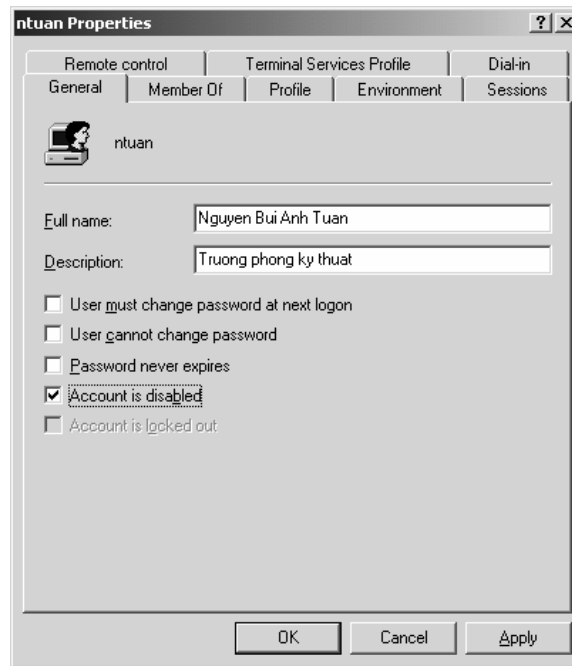 ntuan Properties
Remote control Terminal Services Profile Dial-in
General Member Of Profile Environment Sessions
ntuan
Full name: Nguyen Bui Anh Tuan
Description: Truong phong ky thuat
User must change password at next logon
User cannot change password
Password never expires
Account is disabled
Account is locked out
OK Cancel Apply